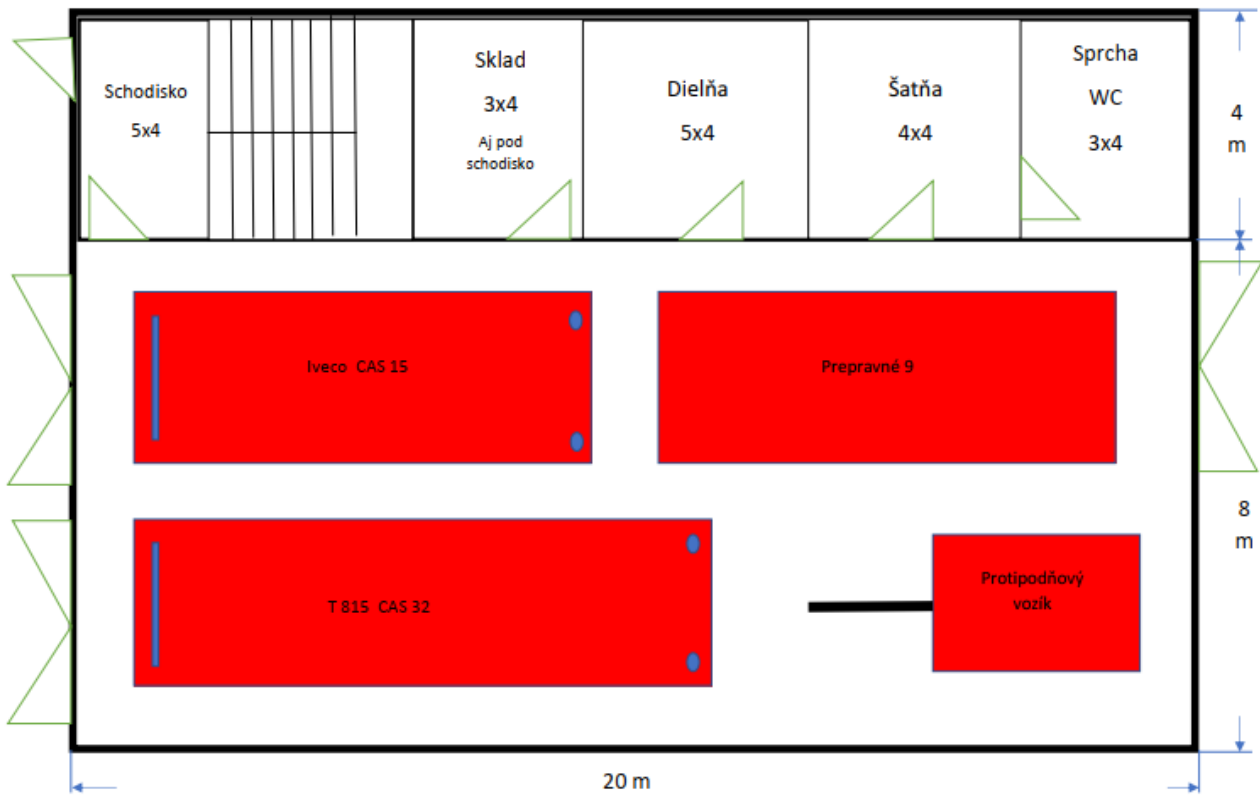 Schodisko
5x4
Sklad
3x4
Aj pod
schodisko
Dielňa
5x4
Šatňa
4x4
Sprcha
WC
3x4
4
m
Iveco CAS 15
Prepravné 9
T 815 CAS 32
Protipodňový
vozík
8
m
20 m